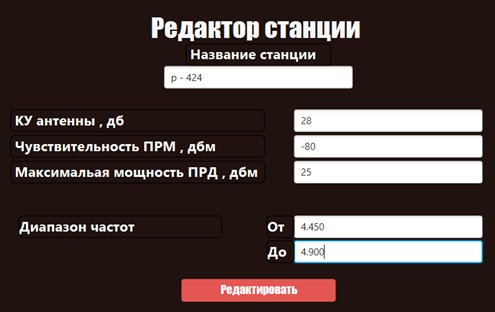 Редактор станции
Название станции
р - 424
КУ антенны , дб 28
Чувствительность ПРМ , дбм -80
Максимальая мощность ПРД , дбм 25
Диапазон частот От 4.450
До 4.900
Редактировать